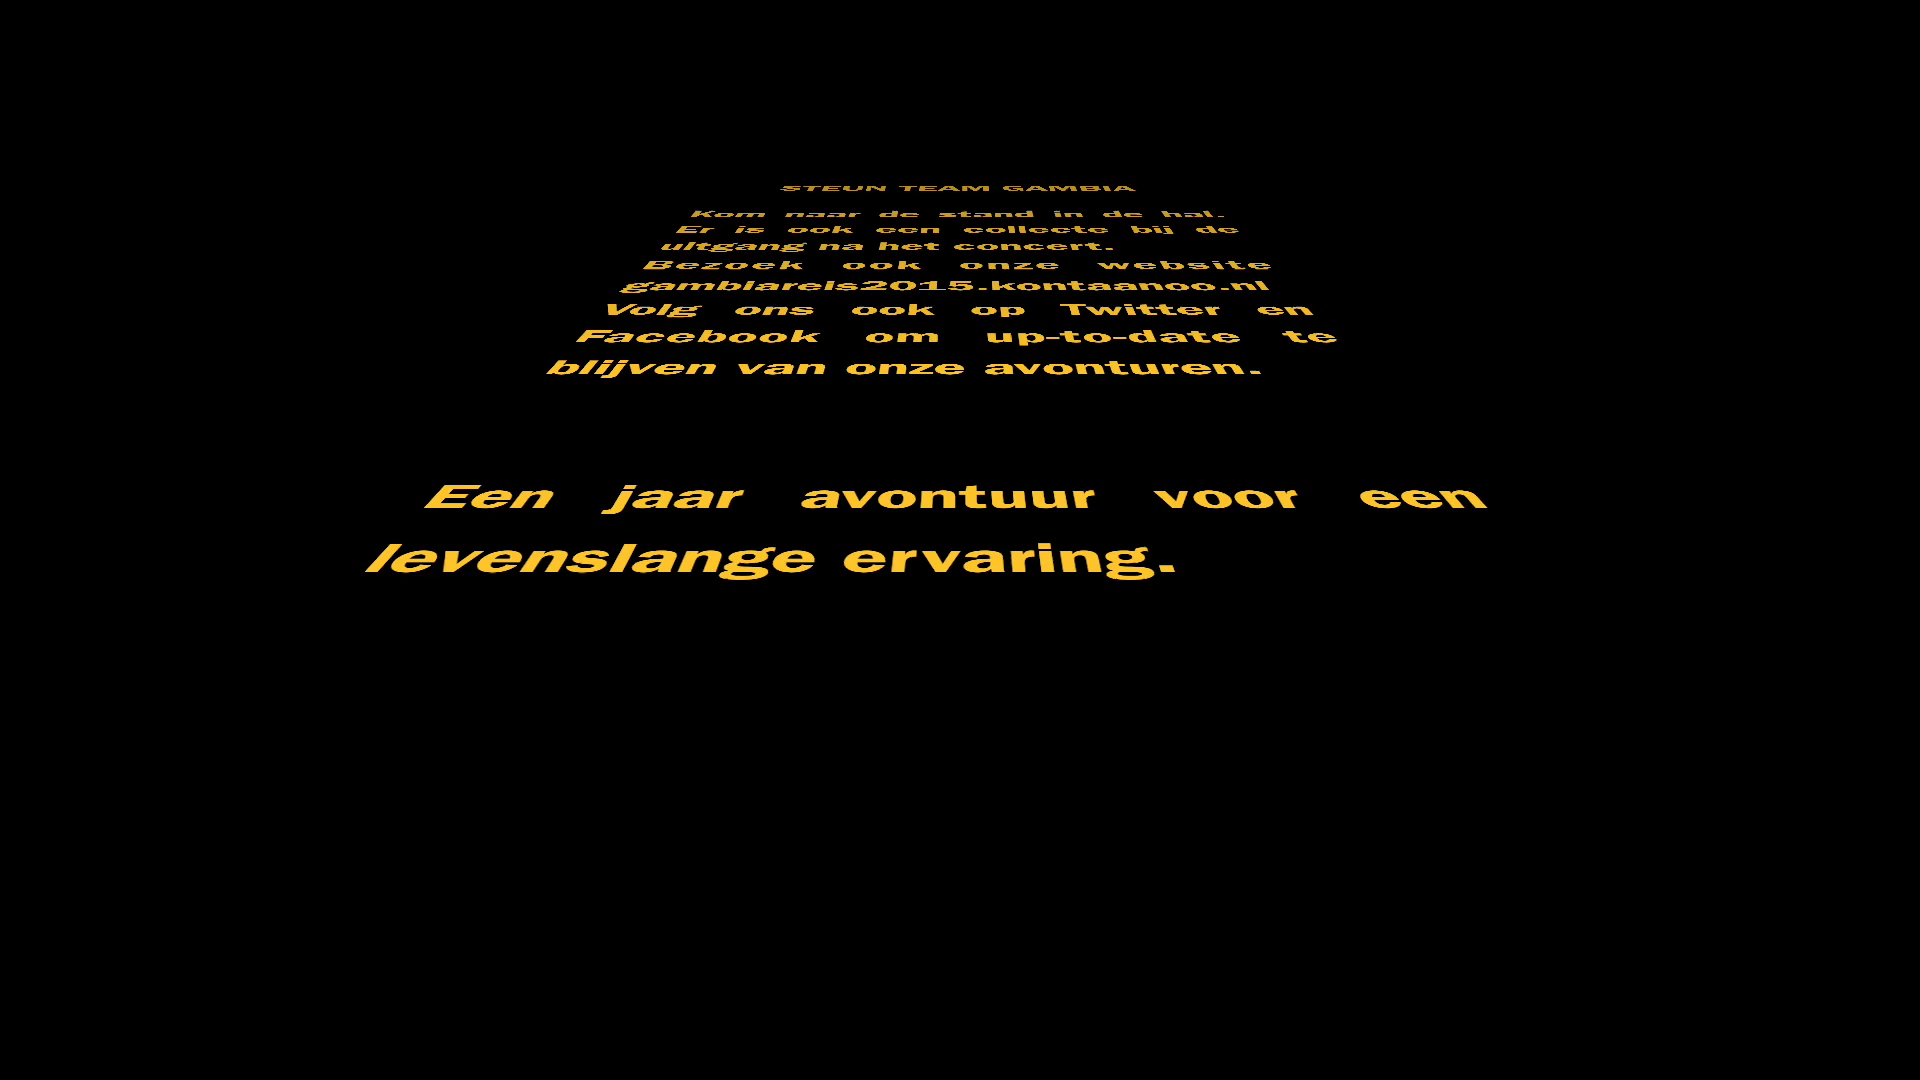 STEUN TEAM GAMBIA
Kom naar de stand in de hal.
Er is ook een collecte bij de
uitgang na het concert.
Bezoek ook onze website
gambiareis2015.kontaanoo.nl
Volg ons ook op Twitter en
Facebook om up-to-date te
blijven van onze avonturen.
Een jaar avontuur voor een
levenslange ervaring.